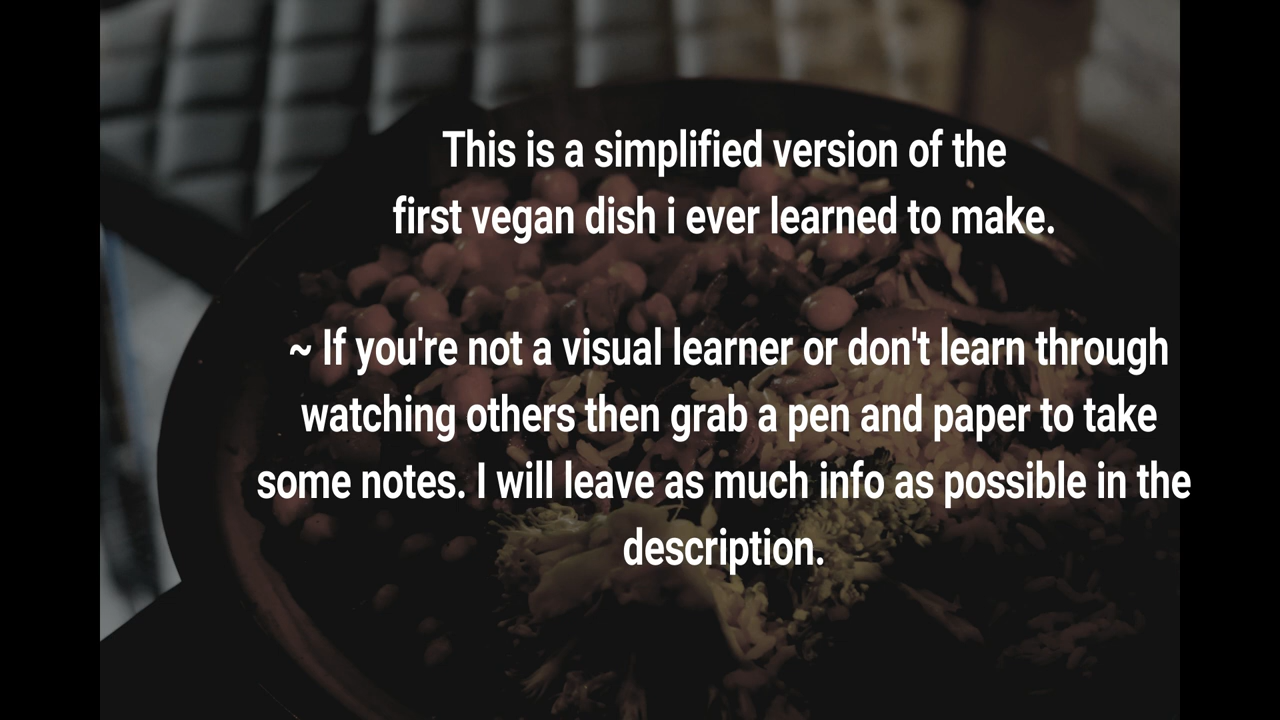 This is a simplified version of the
first vegan dish i ever learned to make.
~ If you're not a visual learner or don't learn through
watching others then grab a pen and paper to take
some notes. I will leave as much info as possible in the
description.